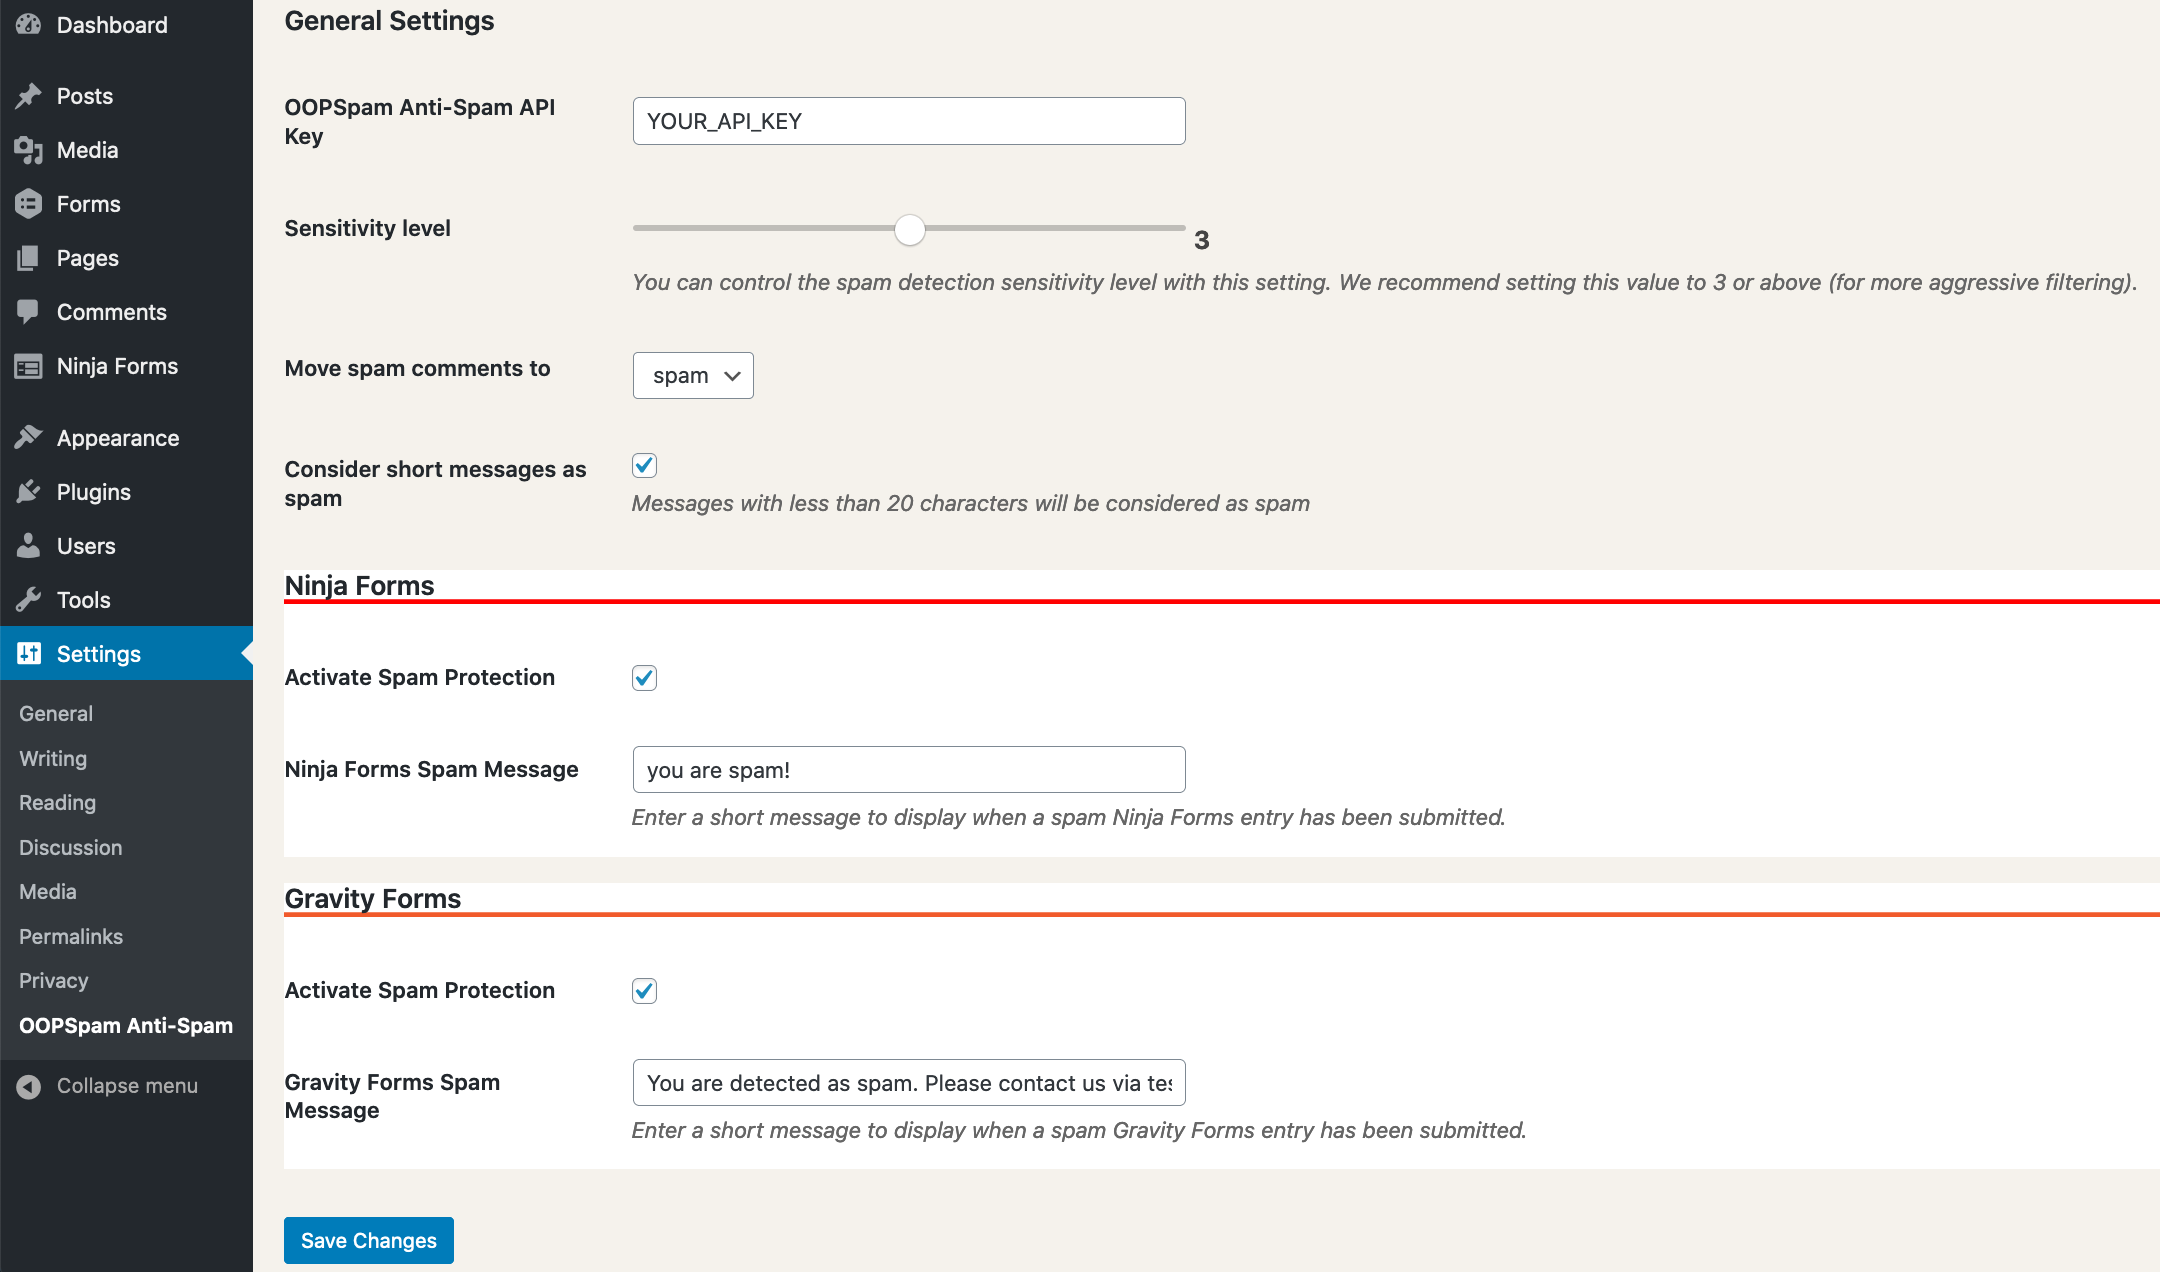 Dashboard
Posts
Media
Forms
Pages
Comments
Ninja Forms
Appearance
Plugins
Users
Tools
Settings
General
Writing
Reading
Discussion
Media
Permalinks
Privacy
OOPSpam Anti-Spam
Collapse menu
General Settings
OOPSpam Anti-Spam API
Key
YOUR_API_KEY
Sensitivity level
3
You can control the spam detection sensitivity level with this setting. We recommend setting this value to 3 or above (for more aggressive filtering).
Move spam comments to
spam
Consider short messages as
spam
Messages with less than 20 characters will be considered as spam
Ninja Forms
Activate Spam Protection
Ninja Forms Spam Message
you are spam!
Enter a short message to display when a spam Ninja Forms entry has been submitted.
Gravity Forms
Activate Spam Protection
Gravity Forms Spam
Message
You are detected as spam. Please contact us via tes
Enter a short message to display when a spam Gravity Forms entry has been submitted.
Save Changes